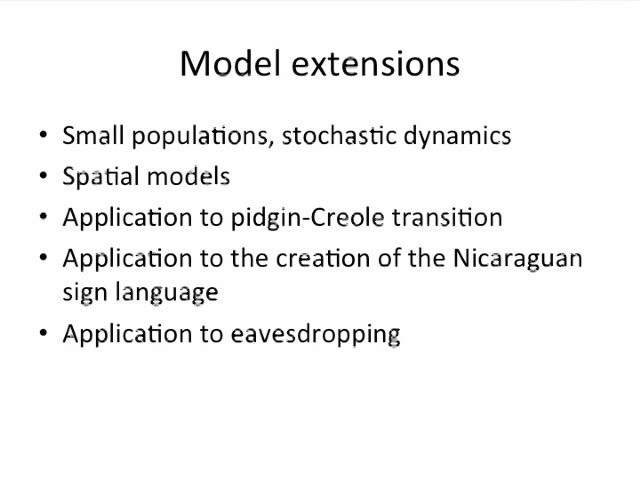 Model extensions
• Small populations, stochastic dynamics
• Spatial models
• Application to pidgin-Creole transition
• Application to the creation of the Nicaraguan
sign language
• Application to eavesdropping